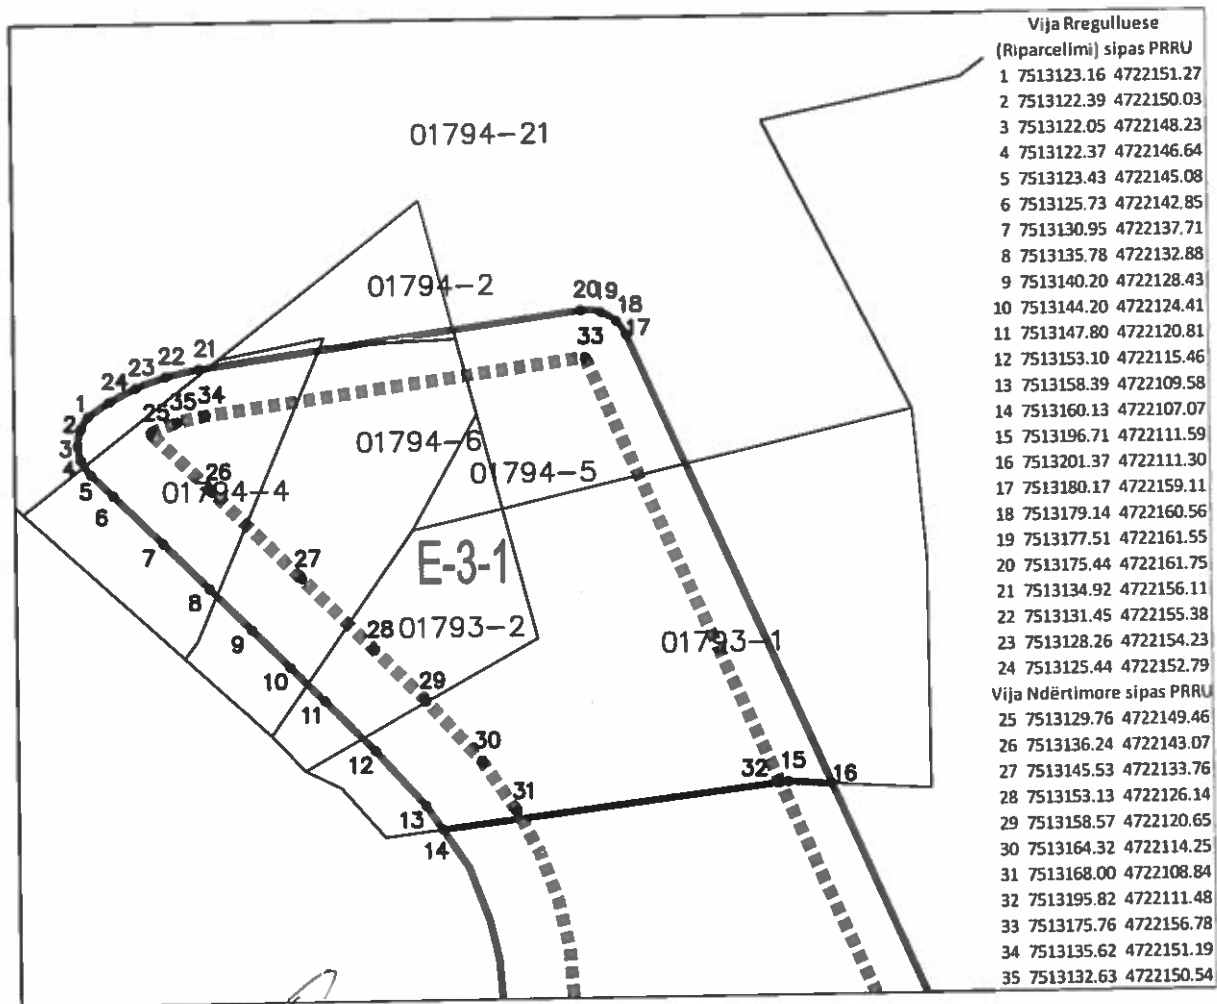 Vija Rregulluese
(Riparcelimi) sipas PRRU
1 7513123.16 4722151.27
2 7513122.39 4722150.03
3 7513122.05 4722148.23
4 7513122.37 4722146.64
5 7513123.43 4722145.08
6 7513125.73 4722142.85
7 7513130.95 4722137.71
8 7513135.78 4722132.88
9 7513140.20 4722128.43
10 7513144.20 4722124.41
11 7513147.80 4722120.81
12 7513153.10 4722115.46
13 7513158.39 4722109.58
14 7513160.13 4722107.07
15 7513196.71 4722111.59
16 7513201.37 4722111.30
17 7513180.17 4722159.11
18 7513179.14 4722160.56
19 7513177.51 4722161.55
20 7513175.44 4722161.75
21 7513134.92 4722156.11
22 7513131.45 4722155.38
23 7513128.26 4722154.23
24 7513125.44 4722152.79
Vija Ndërtimore sipas PRRU
25 7513129.76 4722149.46
26 7513136.24 4722143.07
27 7513145.53 4722133.76
28 7513153.13 4722126.14
29 7513158.57 4722120.65
30 7513164.32 4722114.25
31 7513168.00 4722108.84
32 7513195.82 4722111.48
33 7513175.76 4722156.78
34 7513135.62 4722151.19
35 7513132.63 4722150.54
01794-21
01794-2
20
19
18
17
33
21
22
23
24
1
2
3
4
5
6
7
8
9
10
11
12
13
14
25
35
34
26
01794-4
01794-6
01794-5
E-3-1
27
28
01793-2
01793-1
29
30
31
32
15
16